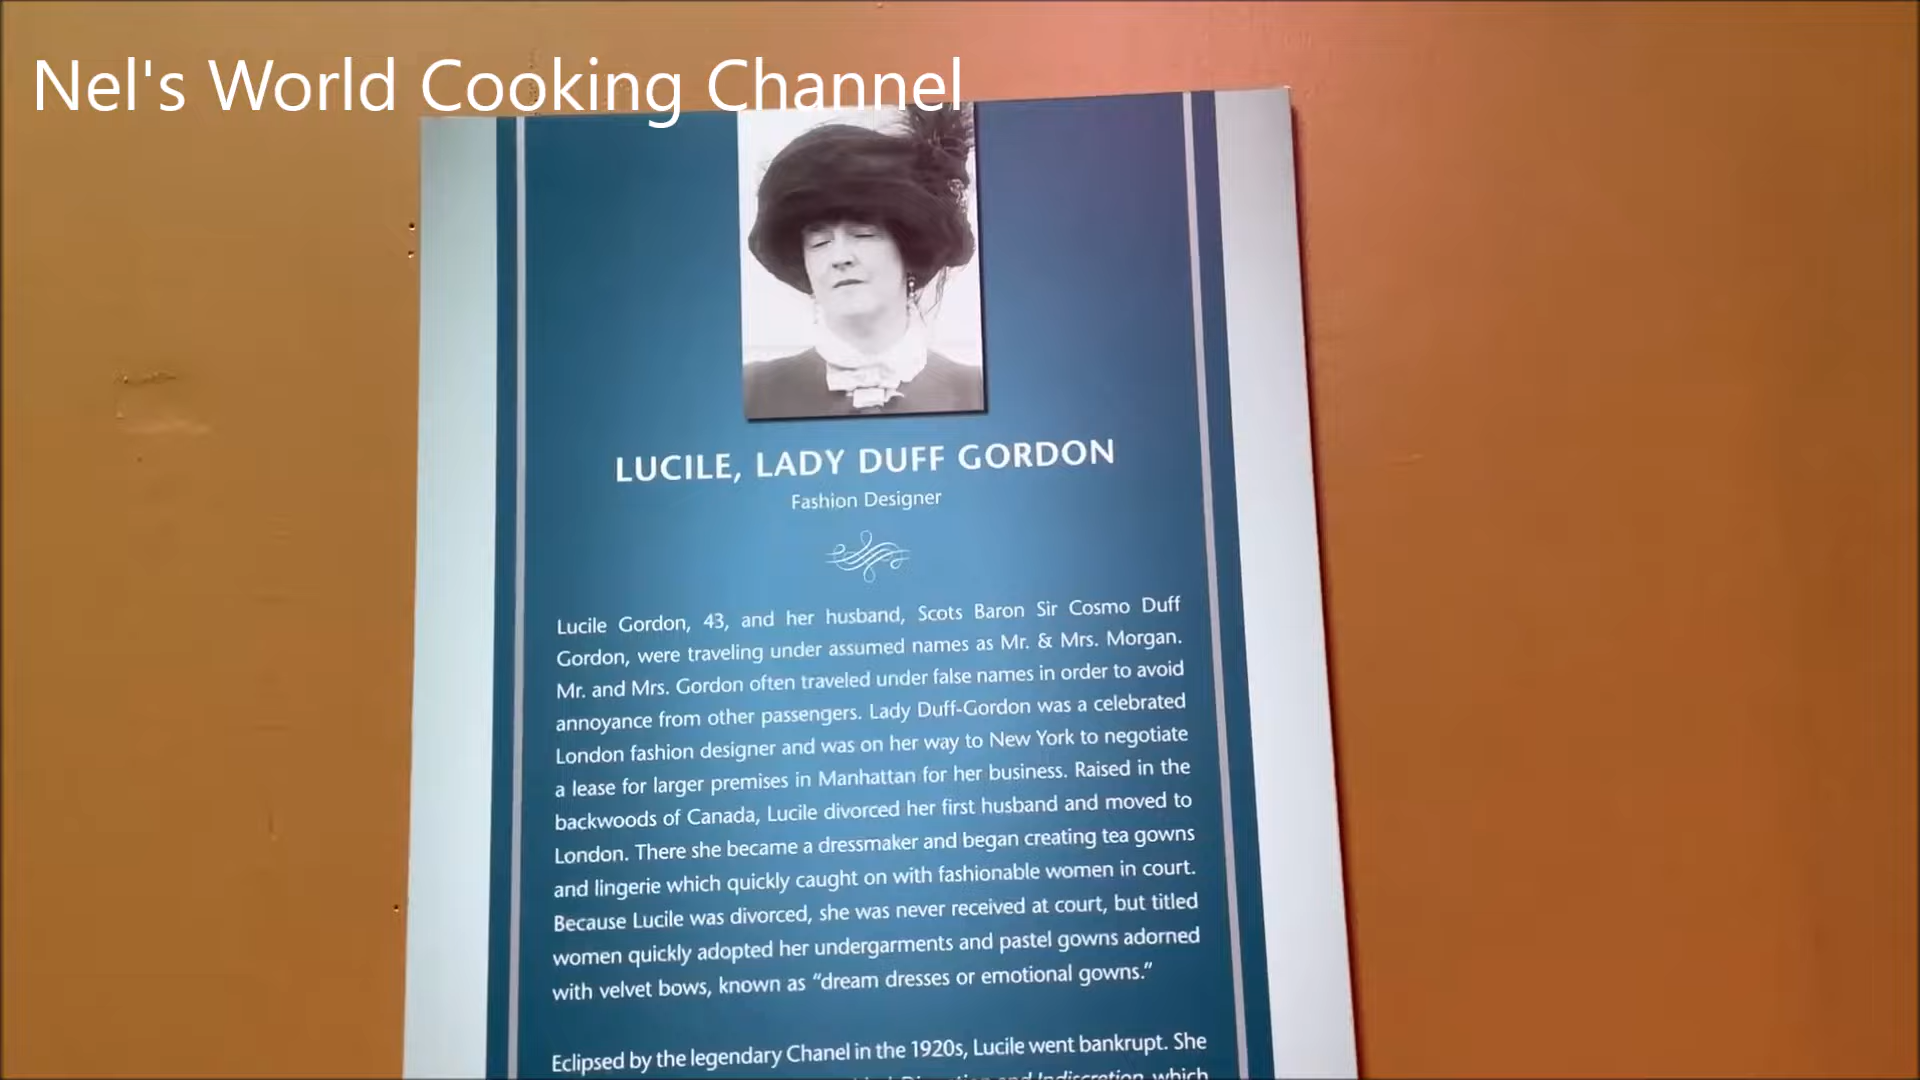 Nel's World Cooking Channel
LUCILE, LADY DUFF GORDON
Fashion Designer
Lucile Gordon, 43, and her husband, Scots Baron Sir Cosmo Duff
Gordon, were traveling under assumed names as Mr. & Mrs. Morgan.
Mr. and Mrs. Gordon often traveled under false names in order to avoid
annoyance from other passengers. Lady Duff-Gordon was a celebrated
London fashion designer and was on her way to New York to negotiate
a lease for larger premises in Manhattan for her business. Raised in the
backwoods of Canada, Lucile divorced her first husband and moved to
London. There she became a dressmaker and began creating tea gowns
and lingerie which quickly caught on with fashionable women in court.
Because Lucile was divorced, she was never received at court, but titled
women quickly adopted her undergarments and pastel gowns adorned
with velvet bows, known as “dream dresses or emotional gowns.”
Eclipsed by the legendary Chanel in the 1920s, Lucile went bankrupt. She
and Indiscretion, which